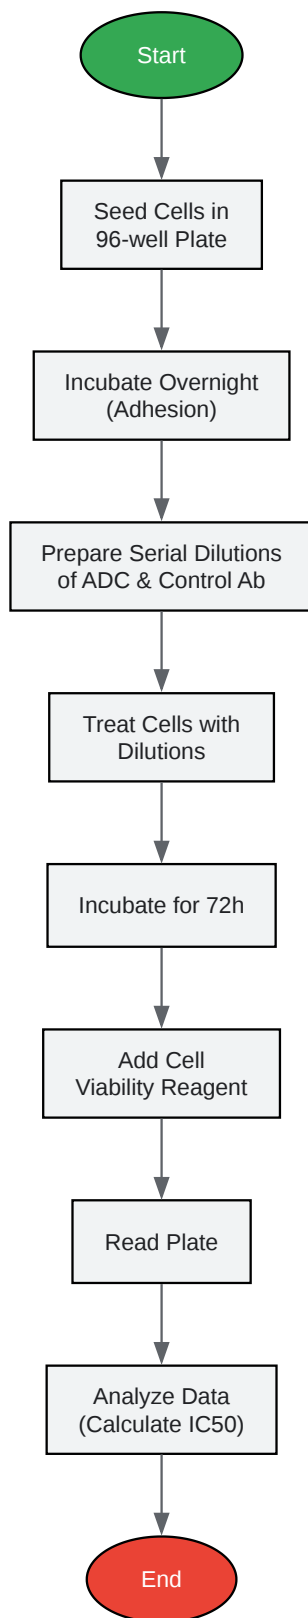 Start
Seed Cells in
96-well Plate
Incubate Overnight
(Adhesion)
Prepare Serial Dilutions
of ADC & Control Ab
Treat Cells with
Dilutions
Incubate for 72h
Add Cell
Viability Reagent
Read Plate
Analyze Data
(Calculate IC50)
End